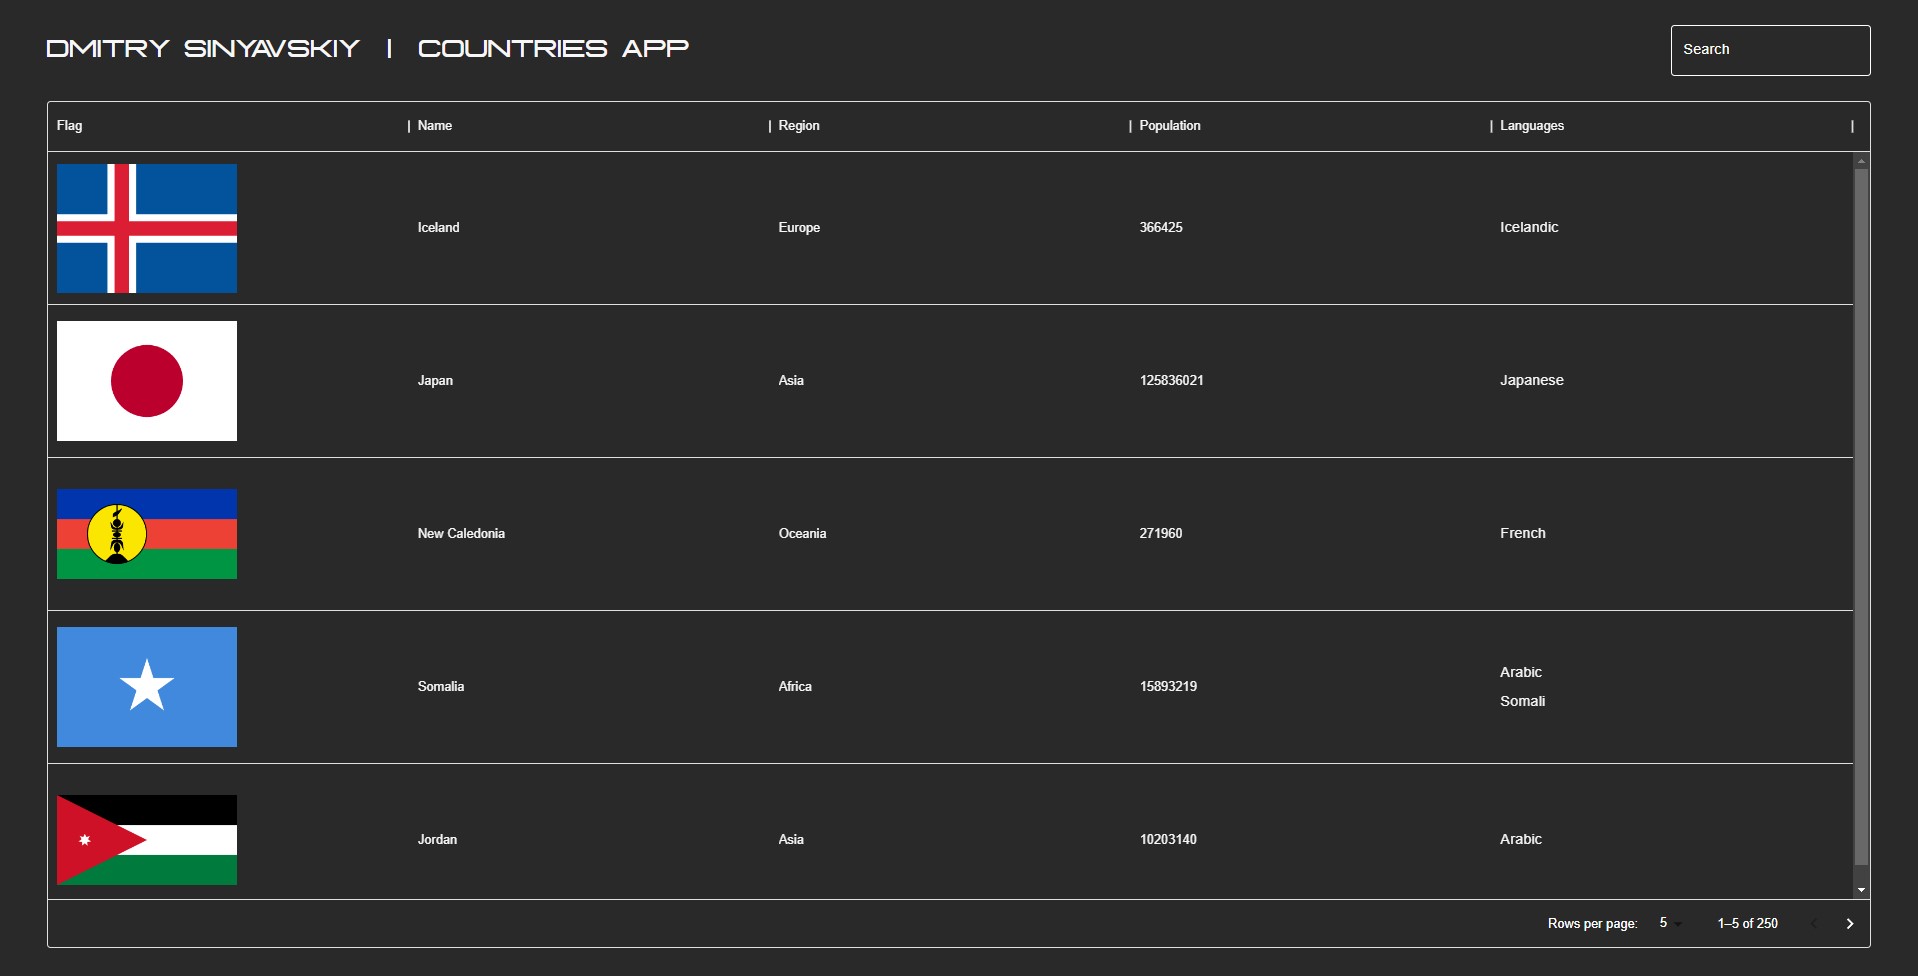 DMITRY SINYAVSKIY | COUNTRIES APP
Search
Flag | Name | Region | Population | Languages |
Iceland Europe 366425 Icelandic
Japan Asia 125836021 Japanese
New Caledonia Oceania 271960 French
Somalia Africa 15893219 Arabic
Somali
Jordan Asia 10203140 Arabic
Rows per page: 5 1–5 of 250